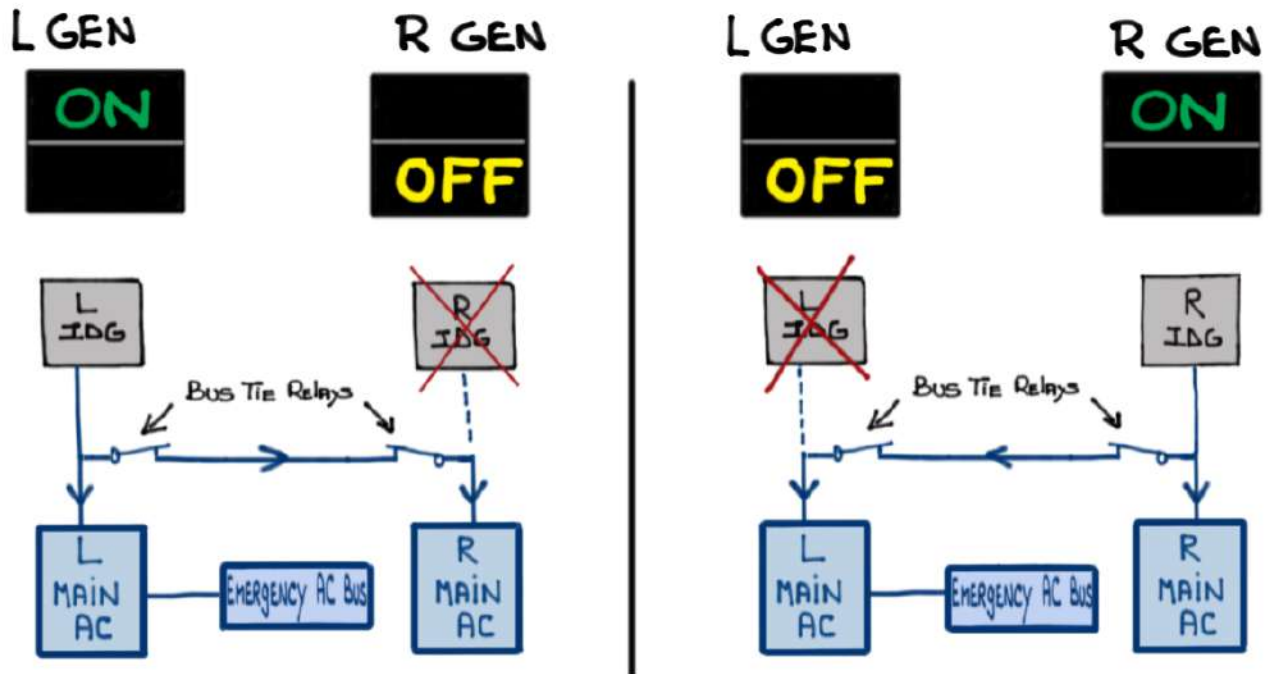 L GEN
R GEN
L GEN
R GEN
ON
OFF
OFF
ON
L
IDG
R
IDG
L
IDG
R
IDG
BUS TIE RELAYS
BUS TIE RELAYS
L
MAiN
AC
EMERGENCY AC BUS
R
MAiN
AC
L
MAiN
AC
EMERGENCY AC BUS
R
MAiN
AC